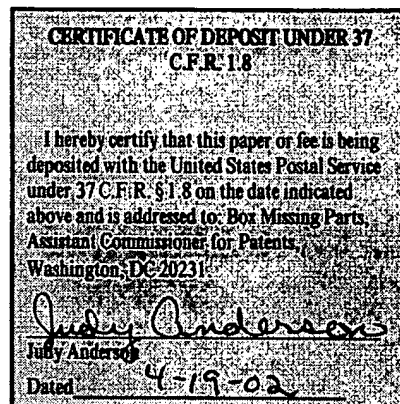 CERTIFICATE OF DEPOSIT UNDER 37
C.F.R. 1.8
I hereby certify that this paper or fee is being
deposited with the United States Postal Service
under 37 C.F.R. § 1.8 on the date indicated
above and is addressed to: Box Missing Parts,
Assistant Commissioner for Patents,
Washington, DC 20231
Judy Anderson
Judy Anderson
Dated 4-19-02